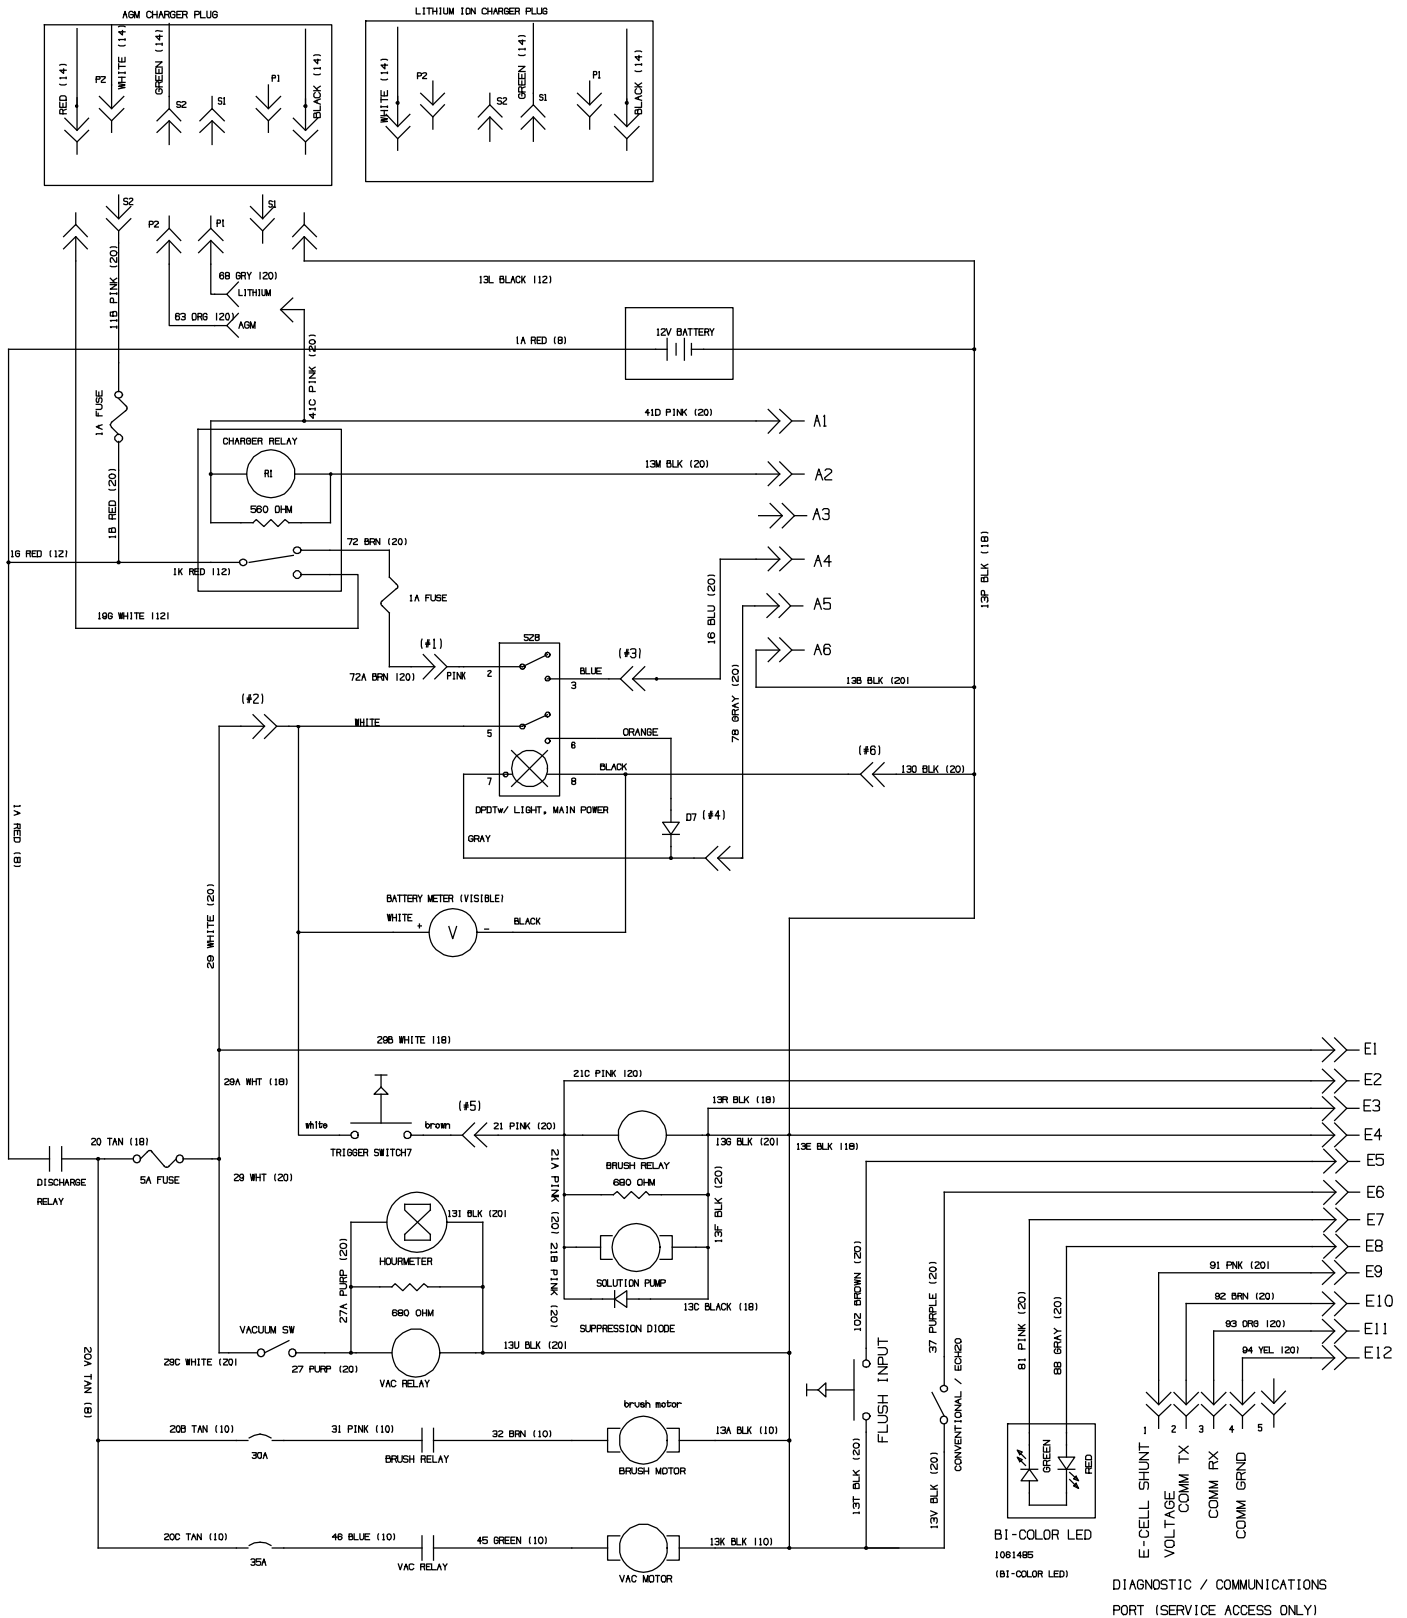 AGM CHARGER PLUG
LITHIUM ION CHARGER PLUG
RED (14)
P2
WHITE (14)
GREEN (14)
S2
S1
P1
BLACK (14)
WHITE (14)
P2
S2
GREEN (14)
S1
P1
BLACK (14)
S2
P2
P1
S1
11B PINK (20)
68 GRY (20)
LITHIUM
63 ORG (20)
AGM
13L BLACK (12)
41C PINK (20)
1A RED (8)
12V BATTERY
1A FUSE
41D PINK (20)
A1
CHARGER RELAY
R1
13M BLK (20)
A2
560 OHM
A3
1B RED (20)
72 BRN (20)
1G RED (12)
1K RED (12)
A4
13P BLK (18)
1A FUSE
16 BLU (20)
A5
19G WHITE (12)
S28
(#1)
(#3)
A6
72A BRN (20)
PINK
2
BLUE
3
13B BLK (20)
78 GRAY (20)
(#2)
WHITE
5
ORANGE
6
(#6)
BLACK
7
8
13O BLK (20)
DPDTw/ LIGHT, MAIN POWER
D7 (#4)
GRAY
1A RED (8)
29 WHITE (20)
BATTERY METER (VISIBLE)
WHITE
+
V
-
BLACK
29B WHITE (18)
E1
29A WHT (18)
21C PINK (20)
E2
(#5)
13R BLK (18)
E3
white
brown
21 PINK (20)
13G BLK (20)
13E BLK (18)
E4
TRIGGER SWITCH7
20 TAN (18)
5A FUSE
DISCHARGE
RELAY
29 WHT (20)
BRUSH RELAY
680 OHM
E5
21A PINK (20)
13F BLK (20)
E6
13I BLK (20)
E7
HOURMETER
21B PINK (20)
E8
27A PURP (20)
SOLUTION PUMP
91 PNK (20)
E9
680 OHM
13C BLACK (18)
102 BROWN (20)
37 PURPLE (20)
81 PINK (20)
88 GRAY (20)
92 BRN (20)
E10
SUPPRESSION DIODE
93 ORG (20)
E11
VACUUM SW
13U BLK (20)
94 YEL (20)
E12
29C WHITE (20)
27 PURP (20)
VAC RELAY
20A TAN (8)
FLUSH INPUT
CONVENTIONAL / ECH2O
brush motor
20B TAN (10)
31 PINK (10)
32 BRN (10)
13A BLK (10)
30A
BRUSH RELAY
BRUSH MOTOR
1
2
3
4
5
GREEN
RED
13T BLK (20)
13V BLK (20)
E-CELL SHUNT
VOLTAGE
COMM TX
COMM RX
COMM GRND
20C TAN (10)
46 BLUE (10)
45 GREEN (10)
13K BLK (10)
35A
VAC RELAY
VAC MOTOR
BI-COLOR LED
1061485
(BI-COLOR LED)
DIAGNOSTIC / COMMUNICATIONS
PORT (SERVICE ACCESS ONLY)